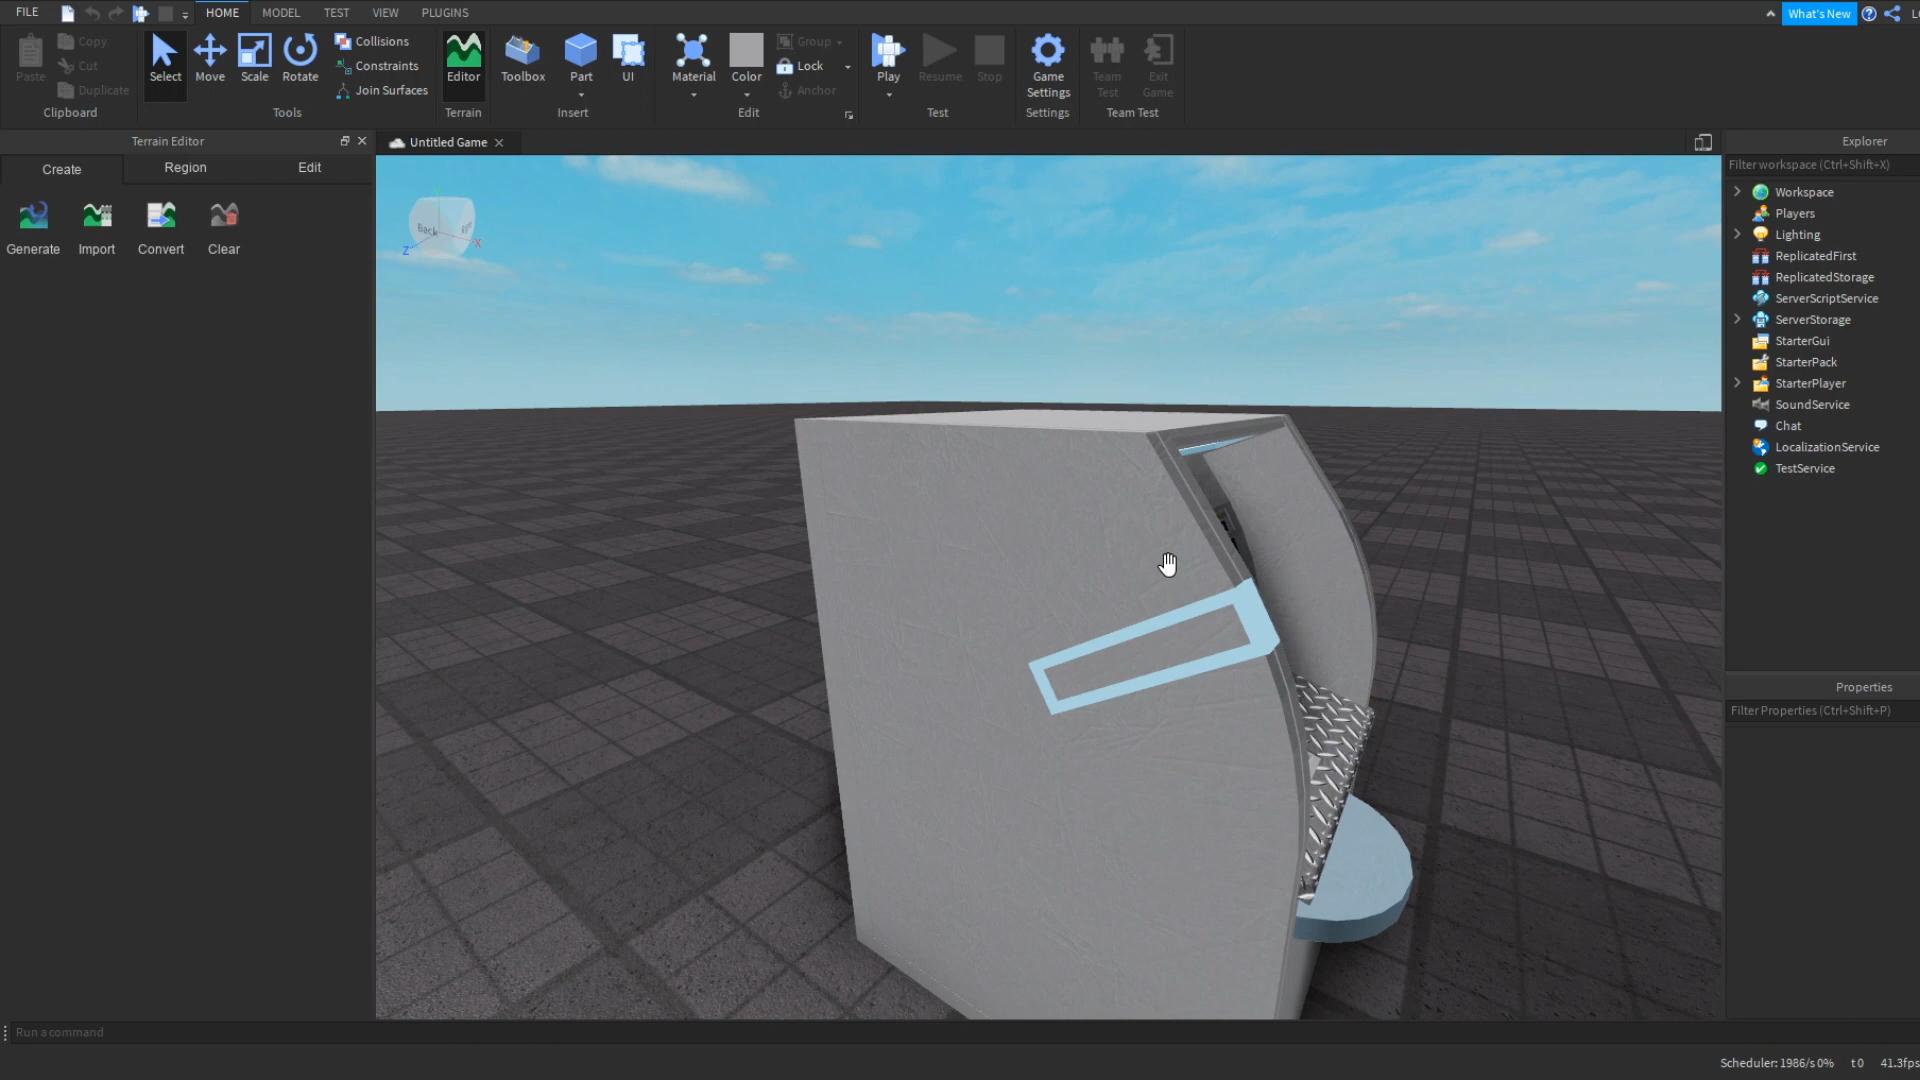 FILE HOME MODEL TEST VIEW PLUGINS What's New
Paste Copy Cut Duplicate Clipboard
Select Move Scale Rotate Collisions Constraints Join Surfaces Tools
Editor Terrain
Toolbox Part UI Insert
Material Color Group Lock Anchor Edit
Play Resume Stop Test
Game Settings Settings
Team Test Exit Game Team Test
Terrain Editor
Create Region Edit
Generate Import Convert Clear
Untitled Game
Back
Y
Z
X
Explorer
Filter workspace (Ctrl+Shift+X)
Workspace
Players
Lighting
ReplicatedFirst
ReplicatedStorage
ServerScriptService
ServerStorage
StarterGui
StarterPack
StarterPlayer
SoundService
Chat
LocalizationService
TestService
Properties
Filter Properties (Ctrl+Shift+P)
Run a command
Scheduler: 1986/s 0% t 0 41.3fps